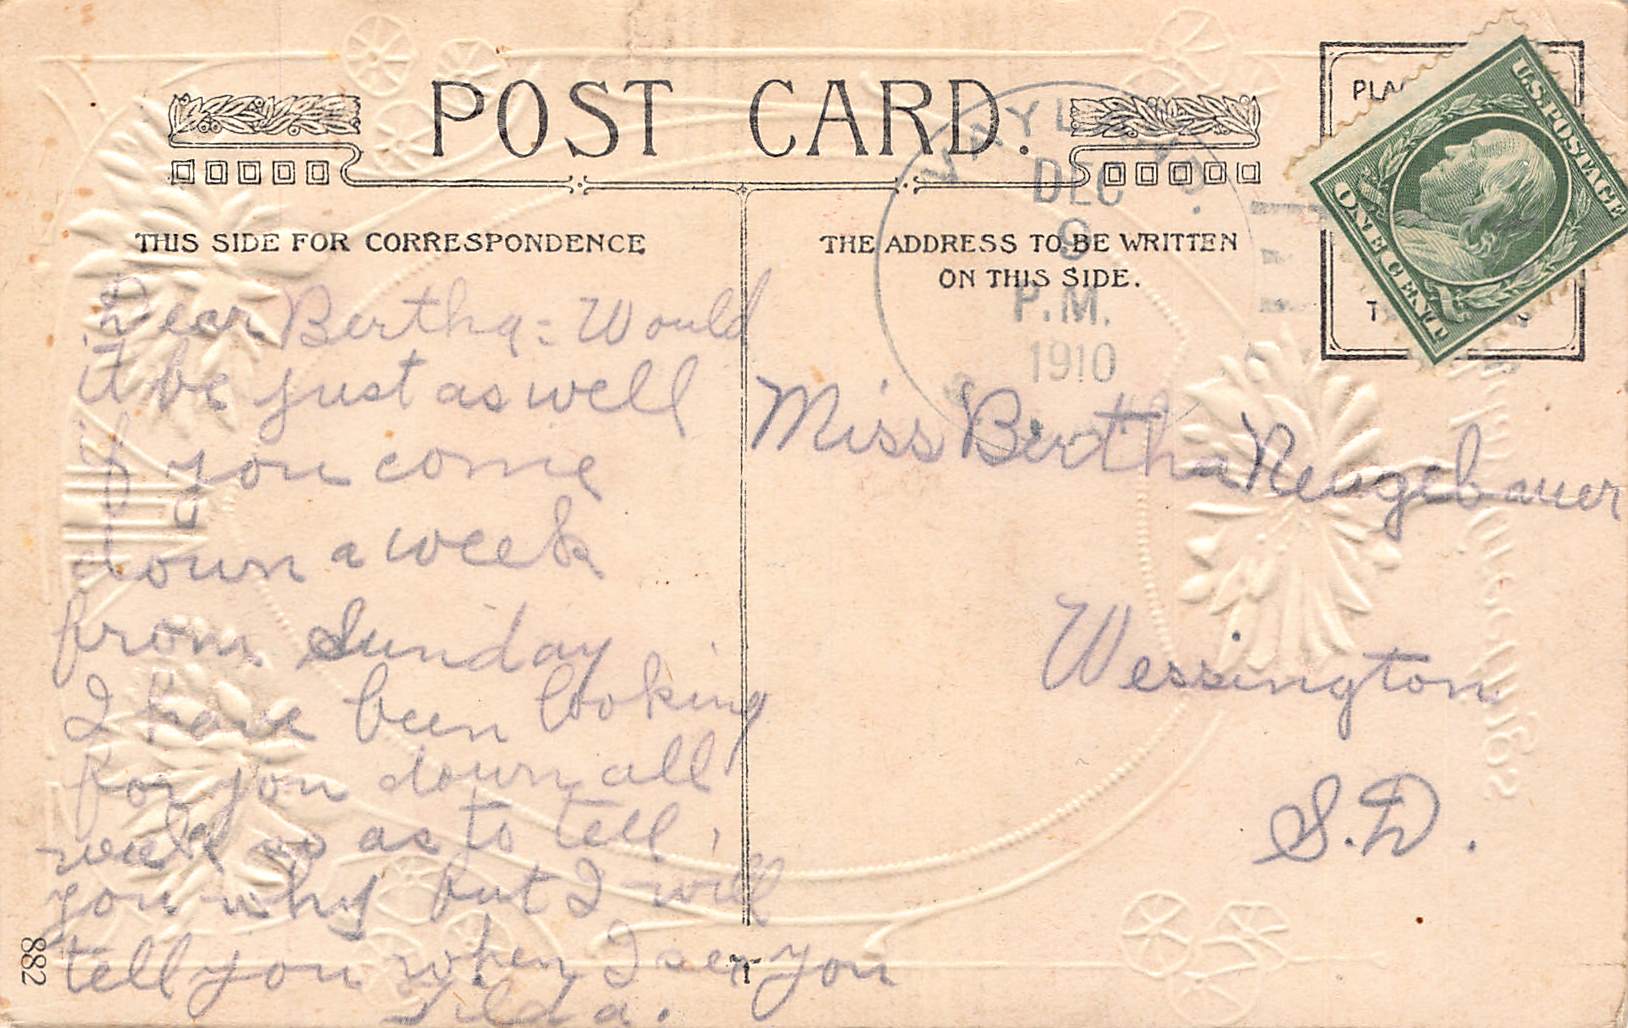 POST CARD.
THIS SIDE FOR CORRESPONDENCE
THE ADDRESS TO BE WRITTEN
ON THIS SIDE.
Dear Bertha: Would
it be just as well
if you come
down a week
from Sunday
I have been looking
for you down all
week so as to tell
you why but I will
tell you when I see you
Tilda.
DEC
9
P.M.
1910
U.S. POSTAGE
ONE CENT
Miss Bertha Neugebauer
Wessington
S.D.
882